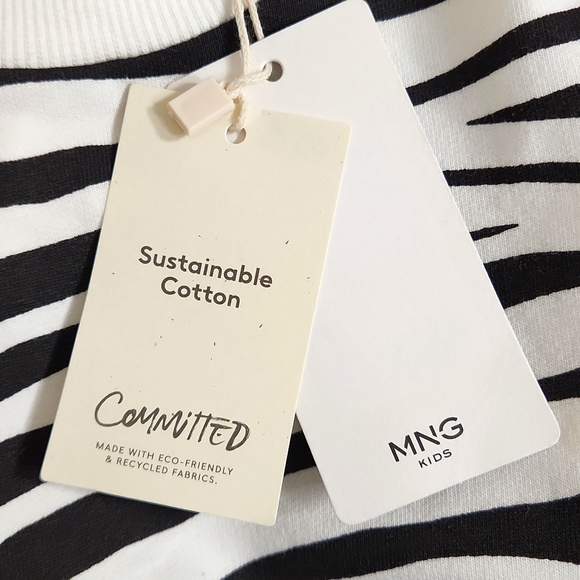 Sustainable
Cotton
COMMITTED
MADE WITH ECO-FRIENDLY
& RECYCLED FABRICS.
MNG
KIDS